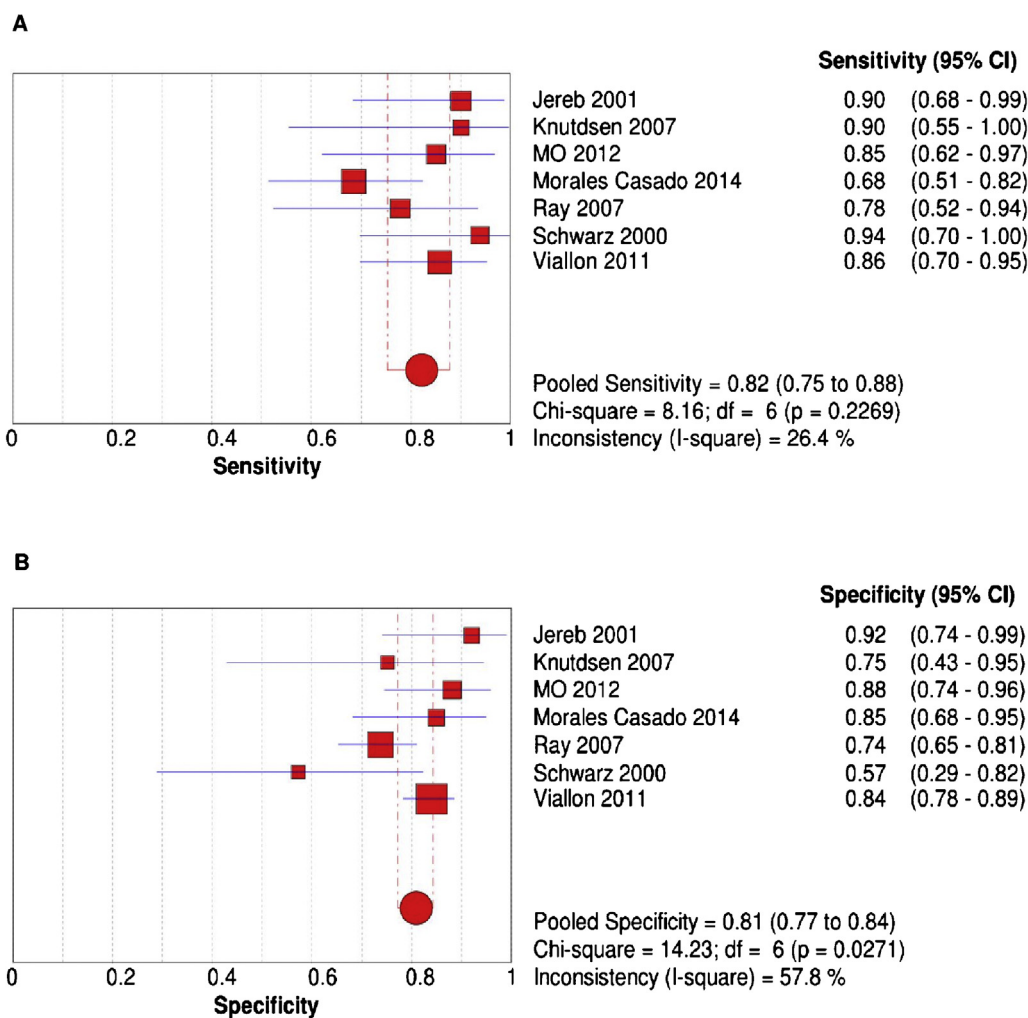 A
Sensitivity (95% CI)
Jereb 2001 0.90 (0.68 - 0.99)
Knutdsen 2007 0.90 (0.55 - 1.00)
MO 2012 0.85 (0.62 - 0.97)
Morales Casado 2014 0.68 (0.51 - 0.82)
Ray 2007 0.78 (0.52 - 0.94)
Schwarz 2000 0.94 (0.70 - 1.00)
Viallon 2011 0.86 (0.70 - 0.95)
Pooled Sensitivity = 0.82 (0.75 to 0.88)
Chi-square = 8.16; df = 6 (p = 0.2269)
Inconsistency (I-square) = 26.4 %
0 0.2 0.4 0.6 0.8 1
Sensitivity
B
Specificity (95% CI)
Jereb 2001 0.92 (0.74 - 0.99)
Knutdsen 2007 0.75 (0.43 - 0.95)
MO 2012 0.88 (0.74 - 0.96)
Morales Casado 2014 0.85 (0.68 - 0.95)
Ray 2007 0.74 (0.65 - 0.81)
Schwarz 2000 0.57 (0.29 - 0.82)
Viallon 2011 0.84 (0.78 - 0.89)
Pooled Specificity = 0.81 (0.77 to 0.84)
Chi-square = 14.23; df = 6 (p = 0.0271)
Inconsistency (I-square) = 57.8 %
0 0.2 0.4 0.6 0.8 1
Specificity